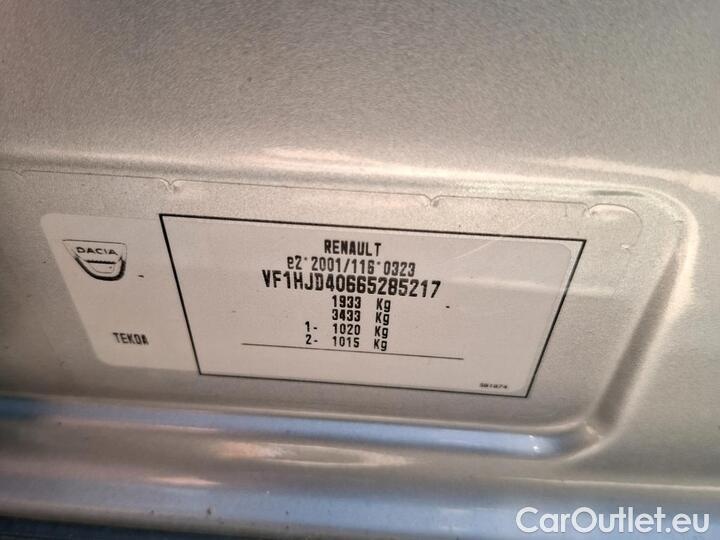 DACIA
TEKOA
RENAULT
e2*2001/116*0323
VF1HJD40665285217
1933 Kg
3433 Kg
1- 1020 Kg
2- 1015 Kg
CarOutlet.eu